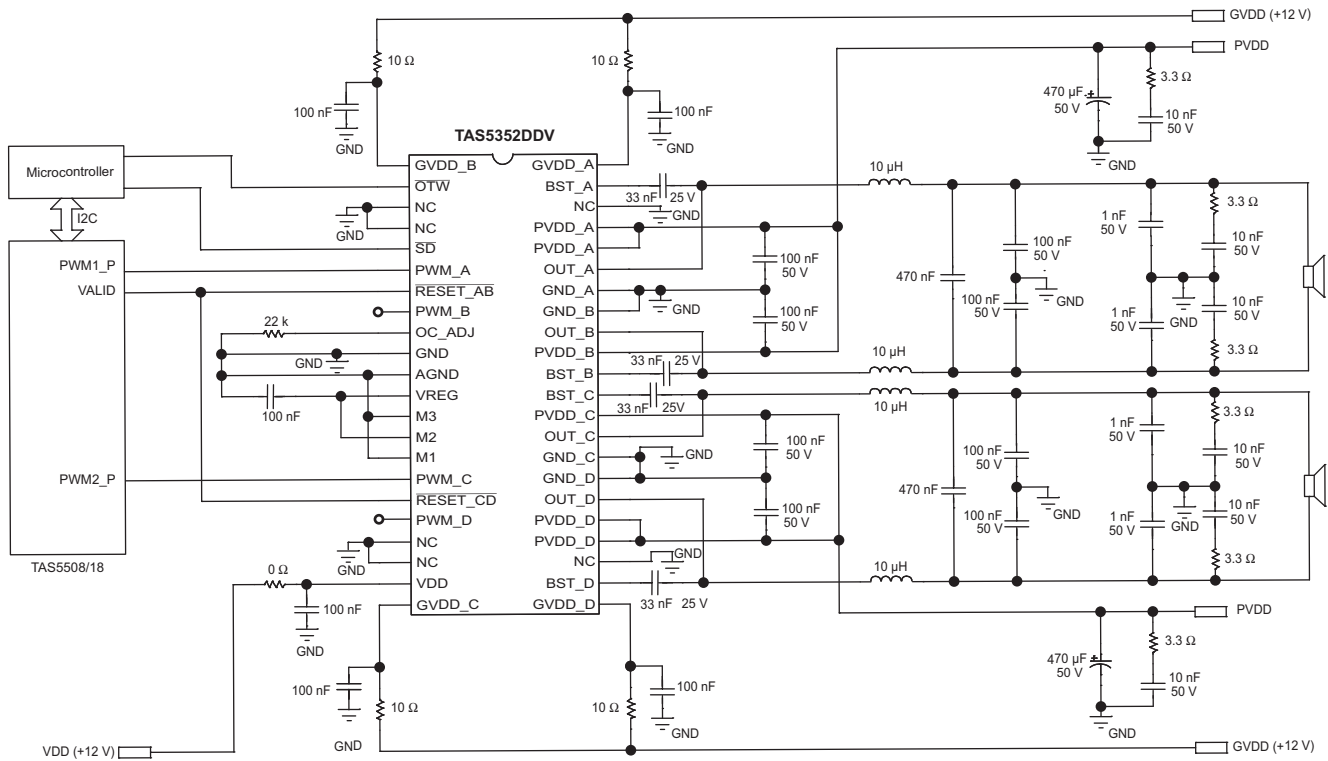 GVDD (+12 V)
PVDD
10 Ω
10 Ω
3.3 Ω
470 µF
50 V
10 nF
50 V
100 nF
100 nF
GND
GND
GND
TAS5352DDV
Microcontroller
I2C
GVDD_B
OTW
NC
NC
SD
PWM_A
RESET_AB
PWM_B
OC_ADJ
GND
AGND
VREG
M3
M2
M1
PWM_C
RESET_CD
PWM_D
NC
NC
VDD
GVDD_C
GVDD_A
BST_A
NC
PVDD_A
PVDD_A
OUT_A
GND_A
GND_B
OUT_B
PVDD_B
BST_B
BST_C
PVDD_C
OUT_C
GND_C
GND_D
OUT_D
PVDD_D
PVDD_D
NC
BST_D
GVDD_D
PWM1_P
VALID
PWM2_P
TAS5508/18
GND
22 k
GND
100 nF
GND
0 Ω
100 nF
GND
VDD (+12 V)
33 nF 25 V
GND
100 nF
50 V
GND
100 nF
50 V
33 nF 25 V
33 nF 25V
100 nF
50 V
GND
100 nF
50 V
GND
33 nF 25 V
10 µH
470 nF
100 nF
50 V
GND
100 nF
50 V
1 nF
50 V
3.3 Ω
10 nF
50 V
GND
1 nF
50 V
10 nF
50 V
3.3 Ω
10 µH
10 µH
470 nF
100 nF
50 V
GND
100 nF
50 V
1 nF
50 V
3.3 Ω
10 nF
50 V
GND
1 nF
50 V
10 nF
50 V
3.3 Ω
10 µH
PVDD
470 µF
50 V
3.3 Ω
10 nF
50 V
GND
100 nF
10 Ω
GND
100 nF
10 Ω
GND
GVDD (+12 V)